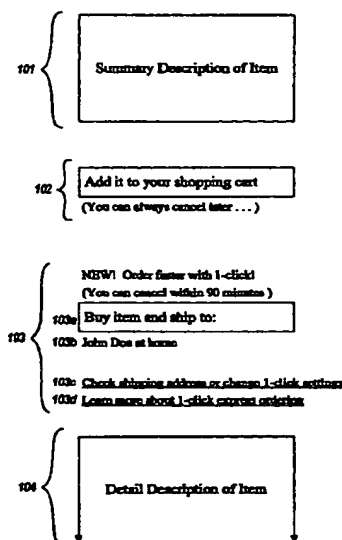 101
Summary Description of Item
102
Add it to your shopping cart
(You can always cancel later . . . )
NEW! Order faster with 1-click!
(You can cancel within 90 minutes )
103
103a Buy item and ship to:
103b John Doe at home
103c Check shipping address or change 1-click settings
103d Learn more about 1-click express ordering
104
Detail Description of Item